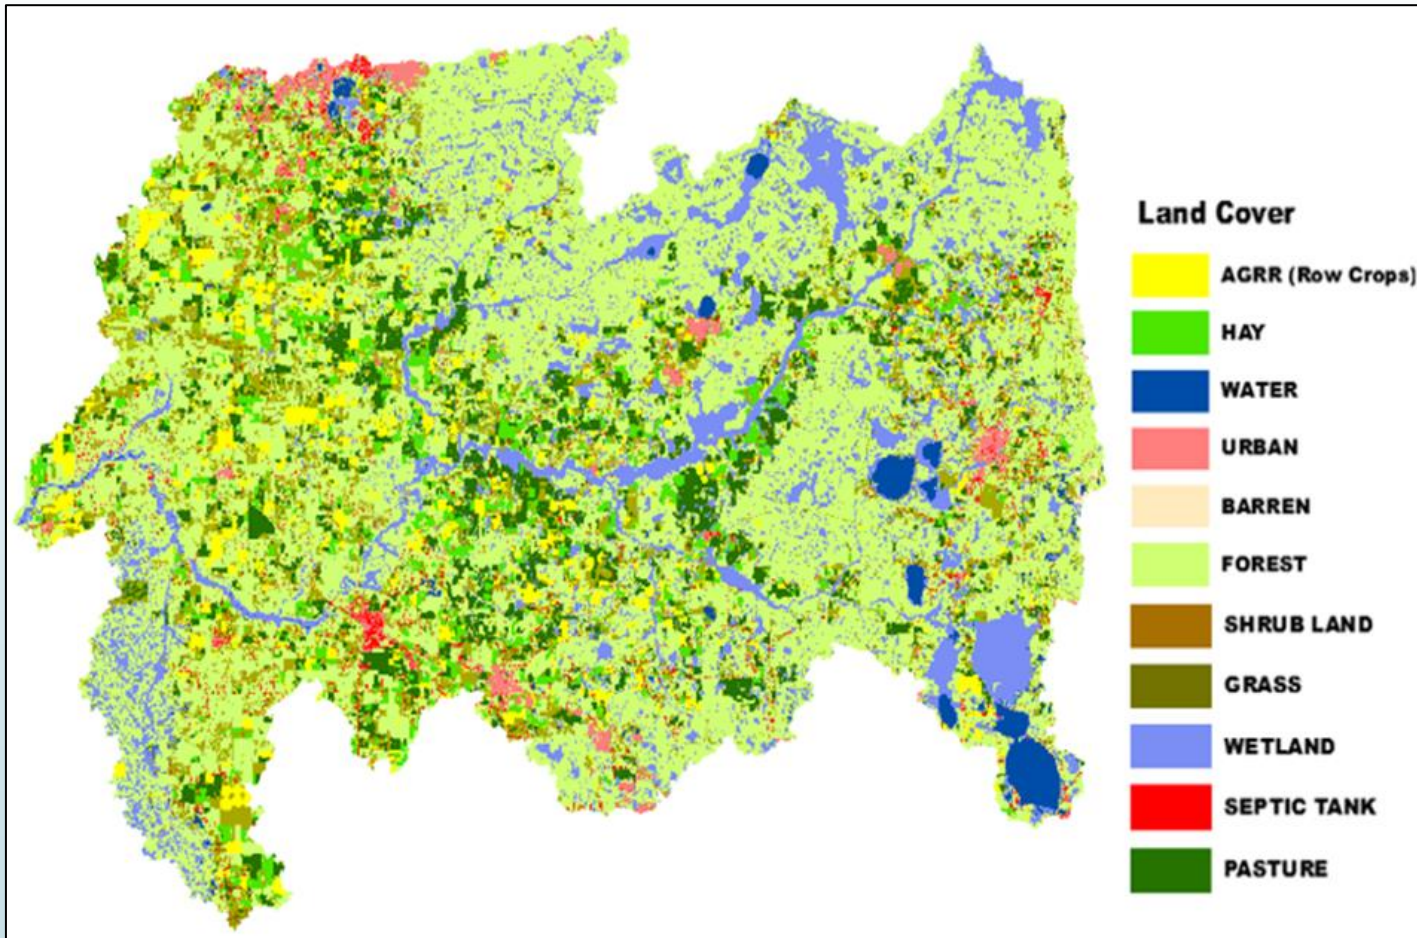 Land Cover
AGRR (Row Crops)
HAY
WATER
URBAN
BARREN
FOREST
SHRUB LAND
GRASS
WETLAND
SEPTIC TANK
PASTURE